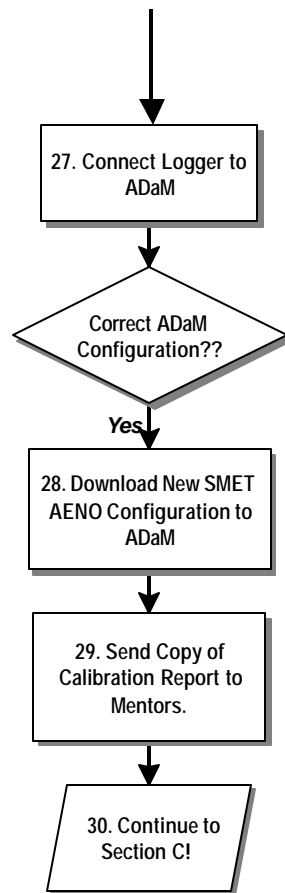 27. Connect Logger to
ADaM
Correct ADaM
Configuration??
Yes
28. Download New SMET
AENO Configuration to
ADaM
29. Send Copy of
Calibration Report to
Mentors.
30. Continue to
Section C!